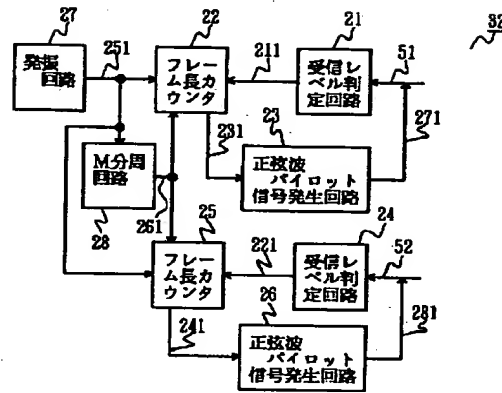 27
発振
回路
251
22
フレー
ム長カ
ウンタ
211
21
受信レ
ベル判
定回路
51
32
231
23
正弦波
パイロット
信号発生回路
271
M分周
回路
28
261
25
フレー
ム長カ
ウンタ
221
24
受信レ
ベル判
定回路
52
241
26
正弦波
パイロット
信号発生回路
281